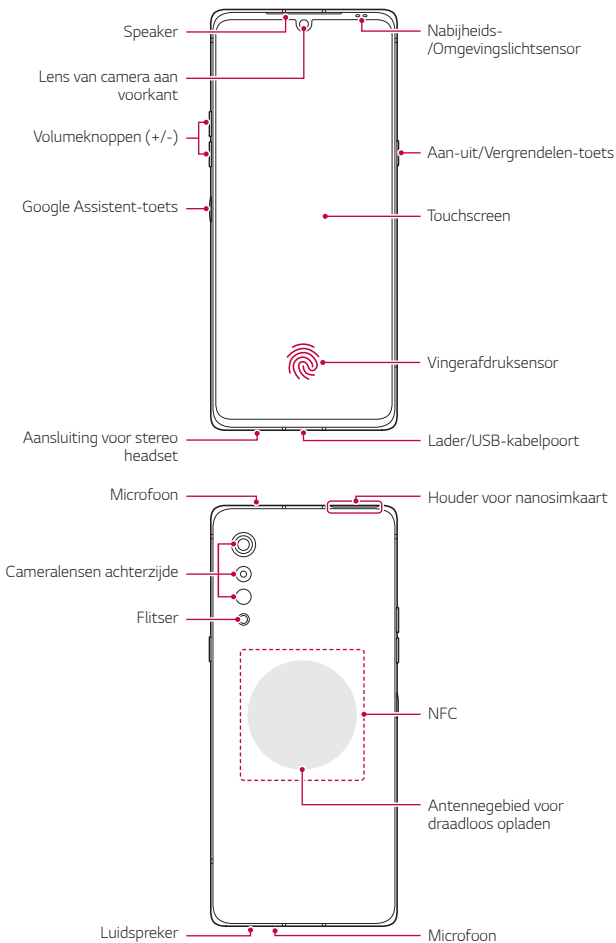 Speaker
Nabijheids-
/Omgevingslichtsensor
Lens van camera aan
voorkant
Volumeknoppen (+/-)
Aan-uit/Vergrendelen-toets
Google Assistent-toets
Touchscreen
Vingerafdruksensor
Aansluiting voor stereo
headset
Lader/USB-kabelpoort
Microfoon
Houder voor nanosimkaart
Cameralensen achterzijde
Flitser
NFC
Antennegebied voor
draadloos opladen
Luidspreker
Microfoon